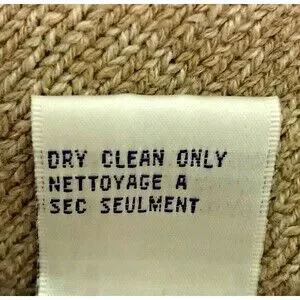 DRY CLEAN ONLY
NETTOYAGE A
SEC SEULMENT